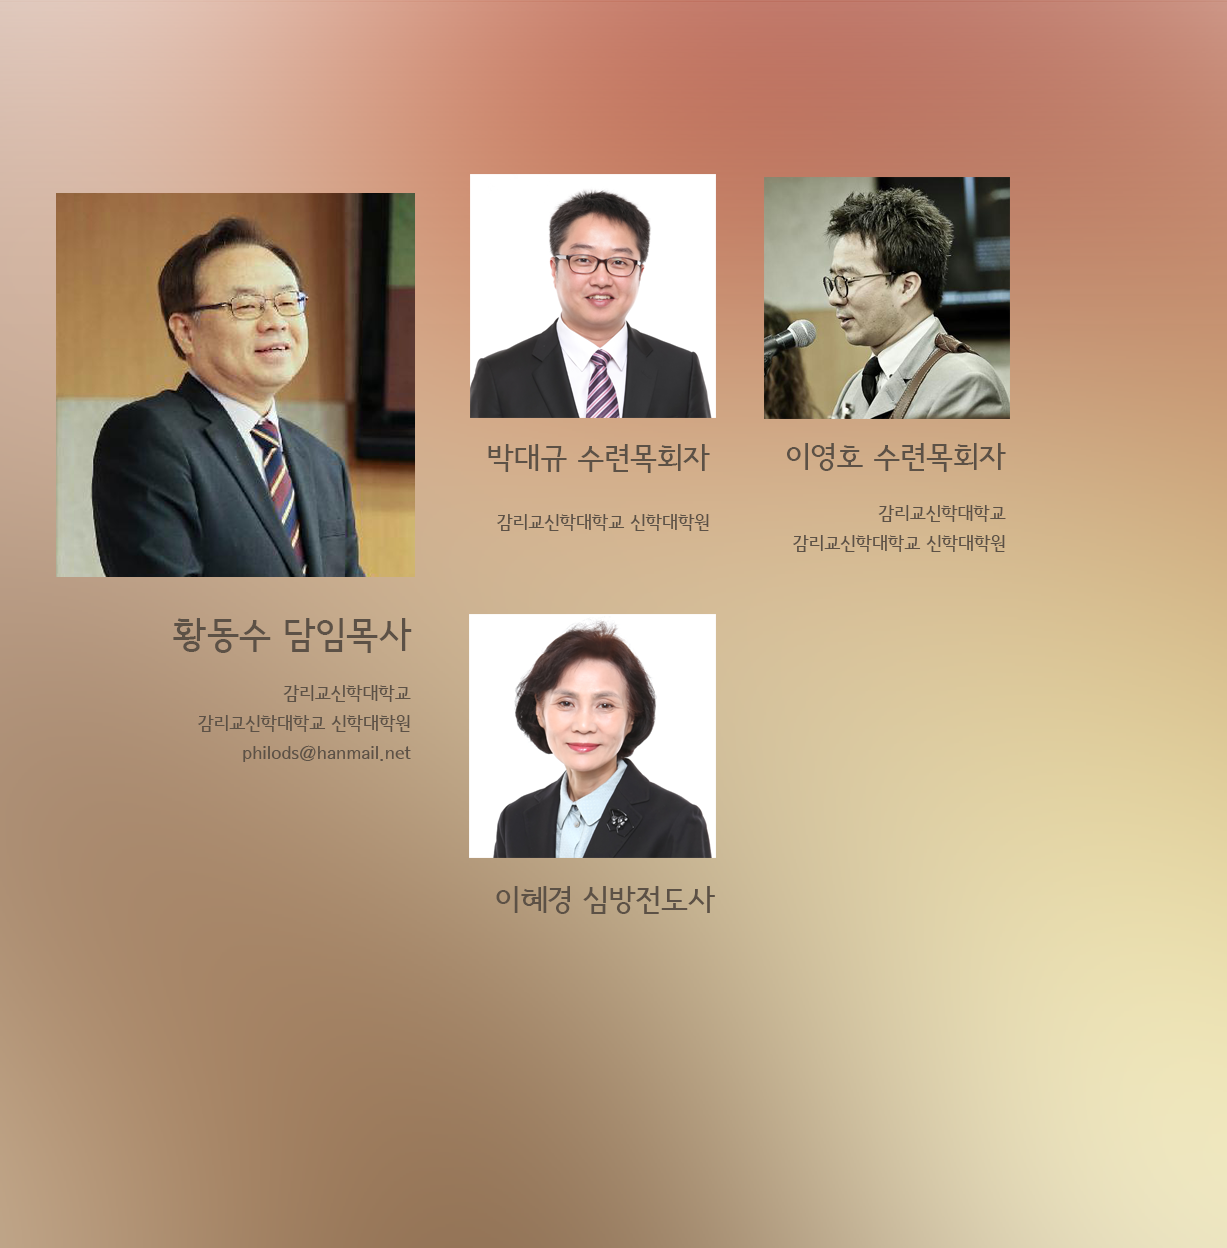 황동수 담임목사
감리교신학대학교
감리교신학대학교 신학대학원
philods@hanmail.net
박대규 수련목회자
감리교신학대학교 신학대학원
이영호 수련목회자
감리교신학대학교
감리교신학대학교 신학대학원
이혜경 심방전도사